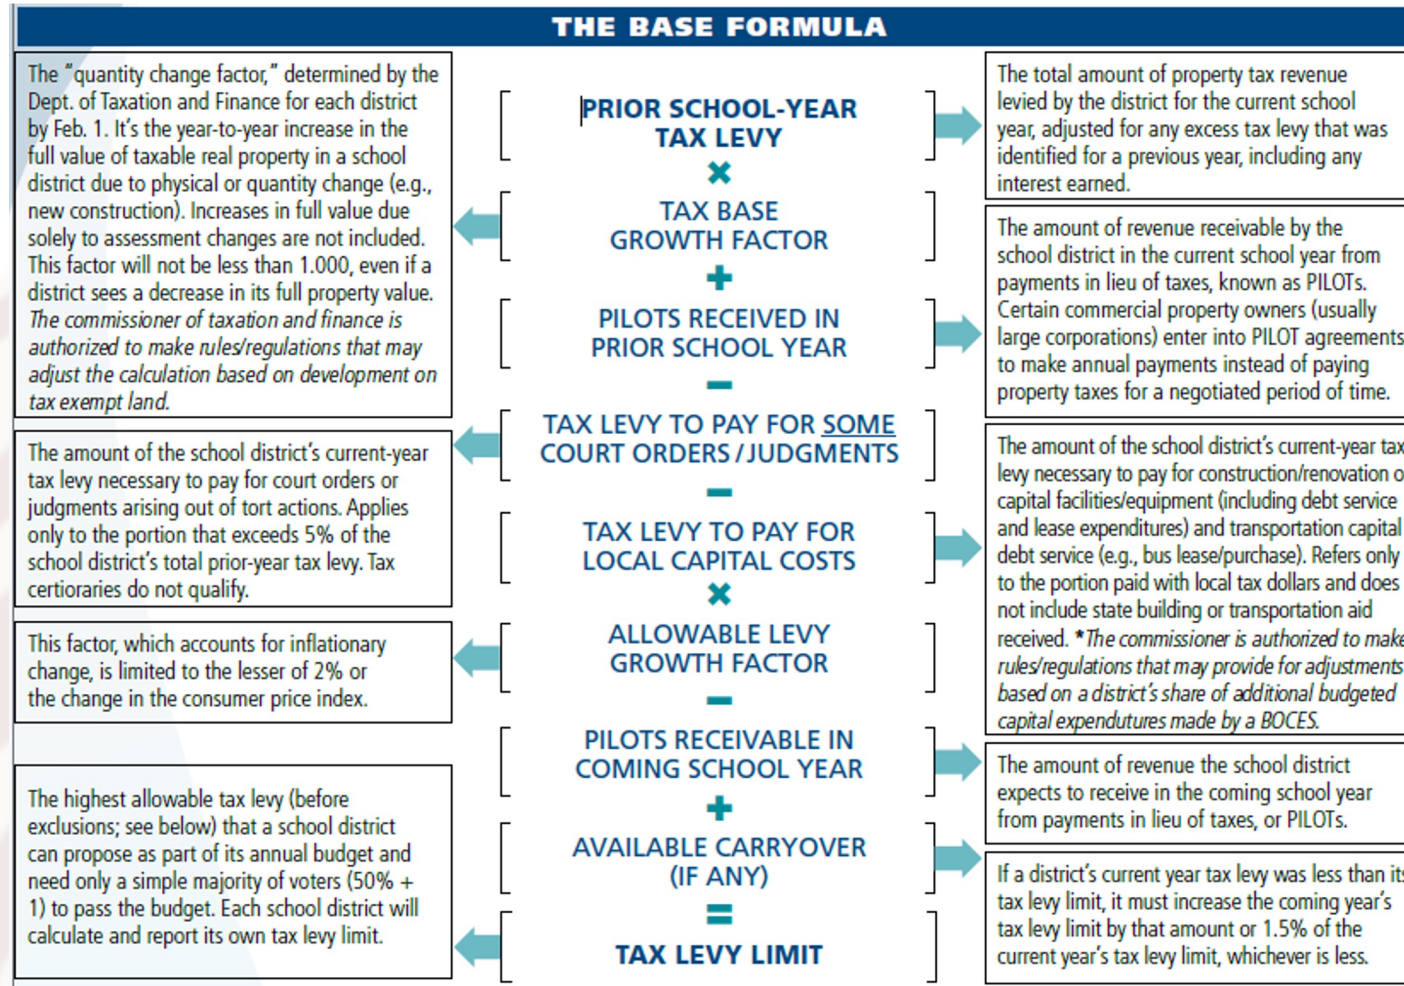 THE BASE FORMULA
The "quantity change factor," determined by the
Dept. of Taxation and Finance for each district
by Feb. 1. It's the year-to-year increase in the
full value of taxable real property in a school
district due to physical or quantity change (e.g.,
new construction). Increases in full value due
solely to assessment changes are not included.
This factor will not be less than 1.000, even if a
district sees a decrease in its full property value.
The commissioner of taxation and finance is
authorized to make rules/regulations that may
adjust the calculation based on development on
tax exempt land.
The amount of the school district's current-year
tax levy necessary to pay for court orders or
judgments arising out of tort actions. Applies
only to the portion that exceeds 5% of the
school district's total prior-year tax levy. Tax
certioraries do not qualify.
This factor, which accounts for inflationary
change, is limited to the lesser of 2% or
the change in the consumer price index.
The highest allowable tax levy (before
exclusions; see below) that a school district
can propose as part of its annual budget and
need only a simple majority of voters (50% +
1) to pass the budget. Each school district will
calculate and report its own tax levy limit.
PRIOR SCHOOL-YEAR
TAX LEVY
×
TAX BASE
GROWTH FACTOR
+
PILOTS RECEIVED IN
PRIOR SCHOOL YEAR
–
TAX LEVY TO PAY FOR SOME
COURT ORDERS / JUDGMENTS
–
TAX LEVY TO PAY FOR
LOCAL CAPITAL COSTS
×
ALLOWABLE LEVY
GROWTH FACTOR
–
PILOTS RECEIVABLE IN
COMING SCHOOL YEAR
+
AVAILABLE CARRYOVER
(IF ANY)
=
TAX LEVY LIMIT
The total amount of property tax revenue
levied by the district for the current school
year, adjusted for any excess tax levy that was
identified for a previous year, including any
interest earned.
The amount of revenue receivable by the
school district in the current school year from
payments in lieu of taxes, known as PILOTs.
Certain commercial property owners (usually
large corporations) enter into PILOT agreements
to make annual payments instead of paying
property taxes for a negotiated period of time.
The amount of the school district's current-year tax
levy necessary to pay for construction/renovation o
capital facilities/equipment (including debt service
and lease expenditures) and transportation capital
debt service (e.g., bus lease/purchase). Refers only
to the portion paid with local tax dollars and does
not include state building or transportation aid
received. *The commissioner is authorized to make
rules/regulations that may provide for adjustments
based on a district's share of additional budgeted
capital expendutures made by a BOCES.
The amount of revenue the school district
expects to receive in the coming school year
from payments in lieu of taxes, or PILOTs.
If a district's current year tax levy was less than its
tax levy limit, it must increase the coming year's
tax levy limit by that amount or 1.5% of the
current year's tax levy limit, whichever is less.